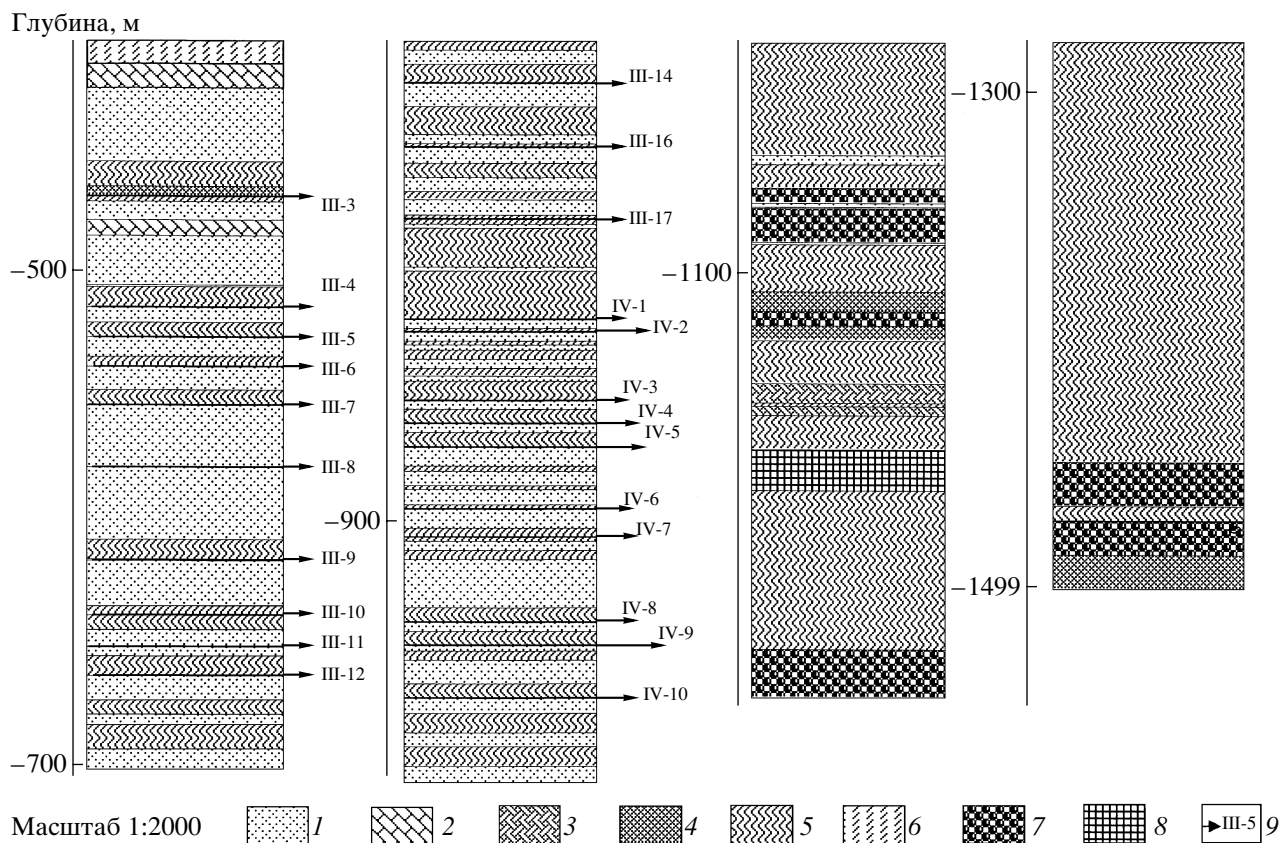 Глубина, м
–500
–700
III-3
III-4
III-5
III-6
III-7
III-8
III-9
III-10
III-11
III-12
–900
III-14
III-16
III-17
IV-1
IV-2
IV-3
IV-4
IV-5
IV-6
IV-7
IV-8
IV-9
IV-10
–1100
–1300
–1499
Масштаб 1:2000 1 2 3 4 5 6 7 8 III-5 9